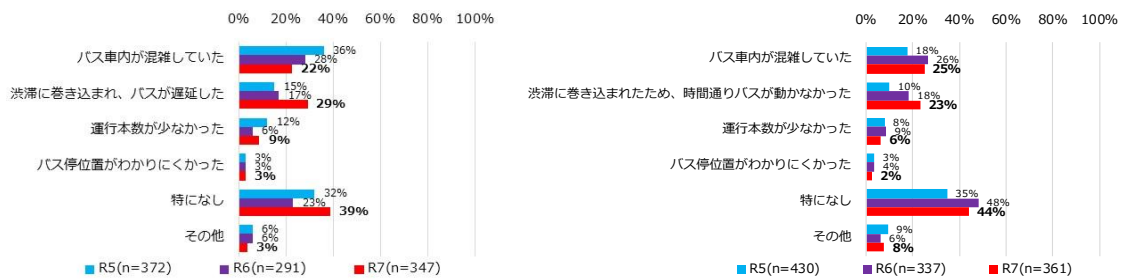 0% 20% 40% 60% 80% 100%
バス車内が混雑していた
36%
28%
22%
渋滞に巻き込まれ、バスが遅延した
15%
17%
29%
運行本数が少なかった
12%
6%
9%
バス停位置がわかりにくかった
3%
3%
3%
特になし
32%
23%
39%
その他
6%
6%
3%
R5(n=372) R6(n=291) R7(n=347)
0% 20% 40% 60% 80% 100%
バス車内が混雑していた
18%
26%
25%
渋滞に巻き込まれたため、時間通りバスが動かなかった
10%
18%
23%
運行本数が少なかった
8%
9%
6%
バス停位置がわかりにくかった
3%
4%
2%
特になし
35%
48%
44%
その他
9%
6%
8%
R5(n=430) R6(n=337) R7(n=361)